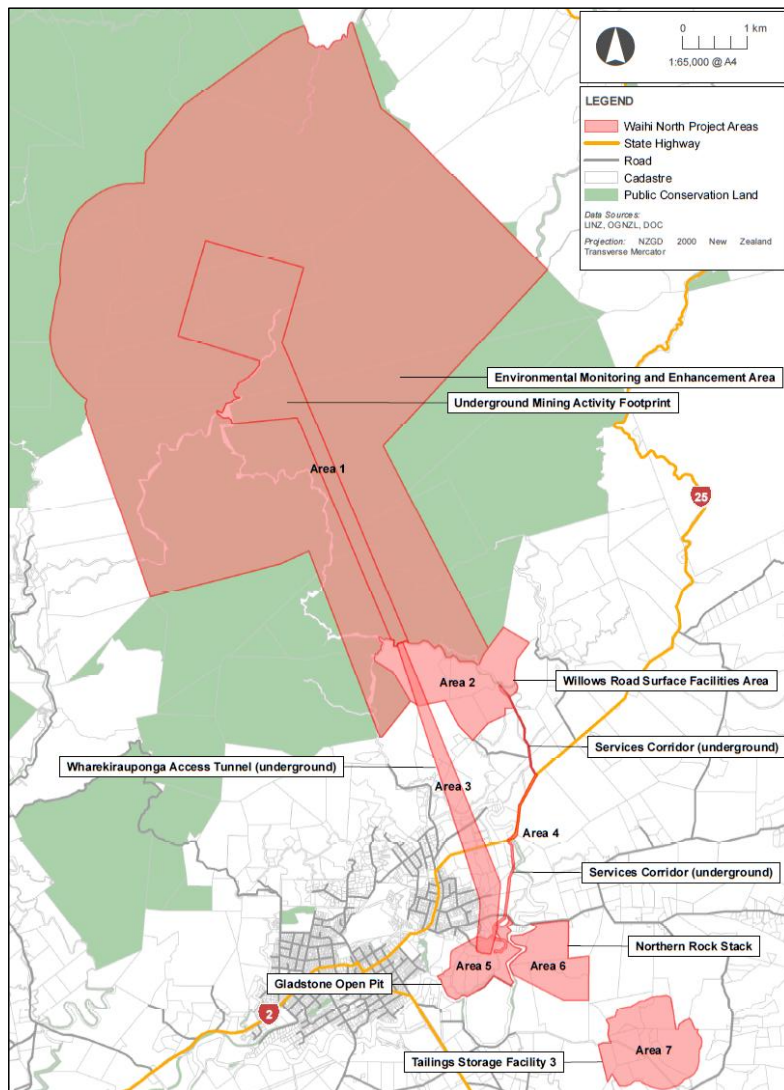 0 1 km
1:65,000 @ A4
LEGEND
Waihi North Project Areas
State Highway
Road
Cadastre
Public Conservation Land
Data Sources:
LINZ, OGNZL, DOC
Projection: NZGD 2000 New Zealand
Transverse Mercator
Environmental Monitoring and Enhancement Area
Underground Mining Activity Footprint
Area 1
25
Area 2
Willows Road Surface Facilities Area
Services Corridor (underground)
Wharekirauponga Access Tunnel (underground)
Area 3
Area 4
Services Corridor (underground)
Northern Rock Stack
Area 5
Area 6
Gladstone Open Pit
2
Area 7
Tailings Storage Facility 3